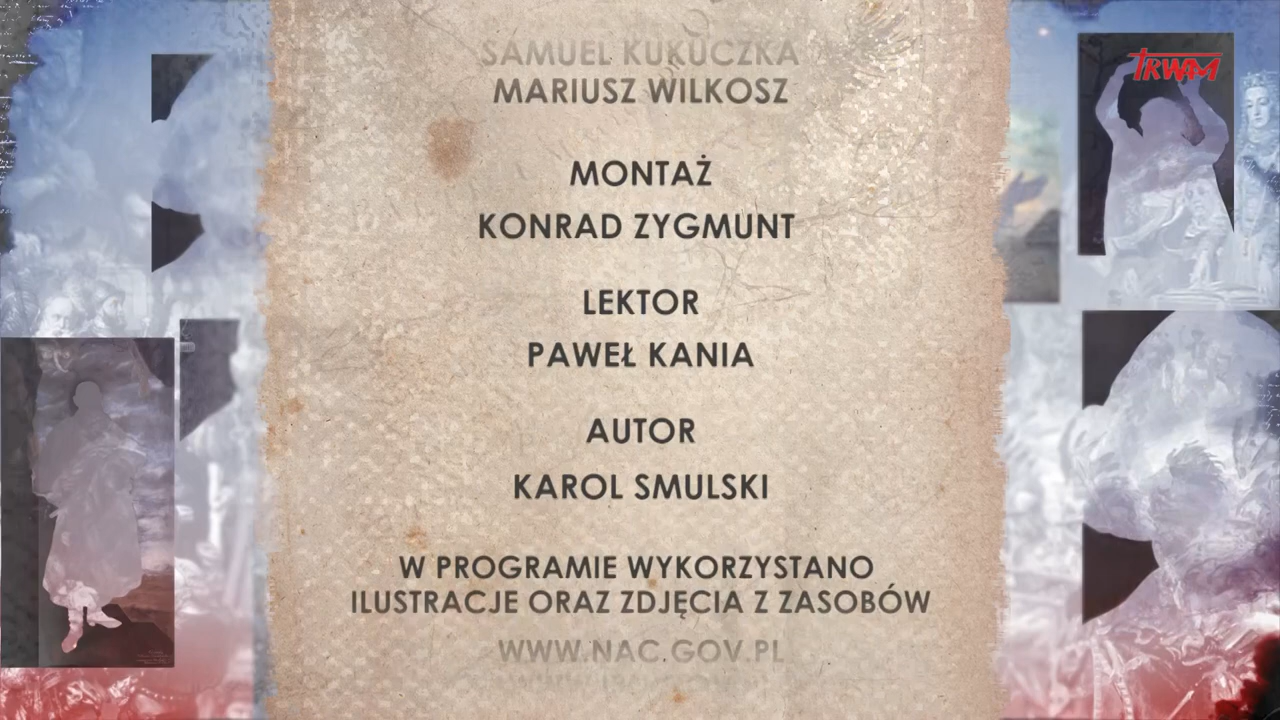 SAMUEL KUKUCZKA
MARIUSZ WILKOSZ
MONTAŻ
KONRAD ZYGMUNT
LEKTOR
PAWEŁ KANIA
AUTOR
KAROL SMULSKI
W PROGRAMIE WYKORZYSTANO
ILUSTRACJE ORAZ ZDJĘCIA Z ZASOBÓW
WWW.NAC.GOV.PL
TRWAM